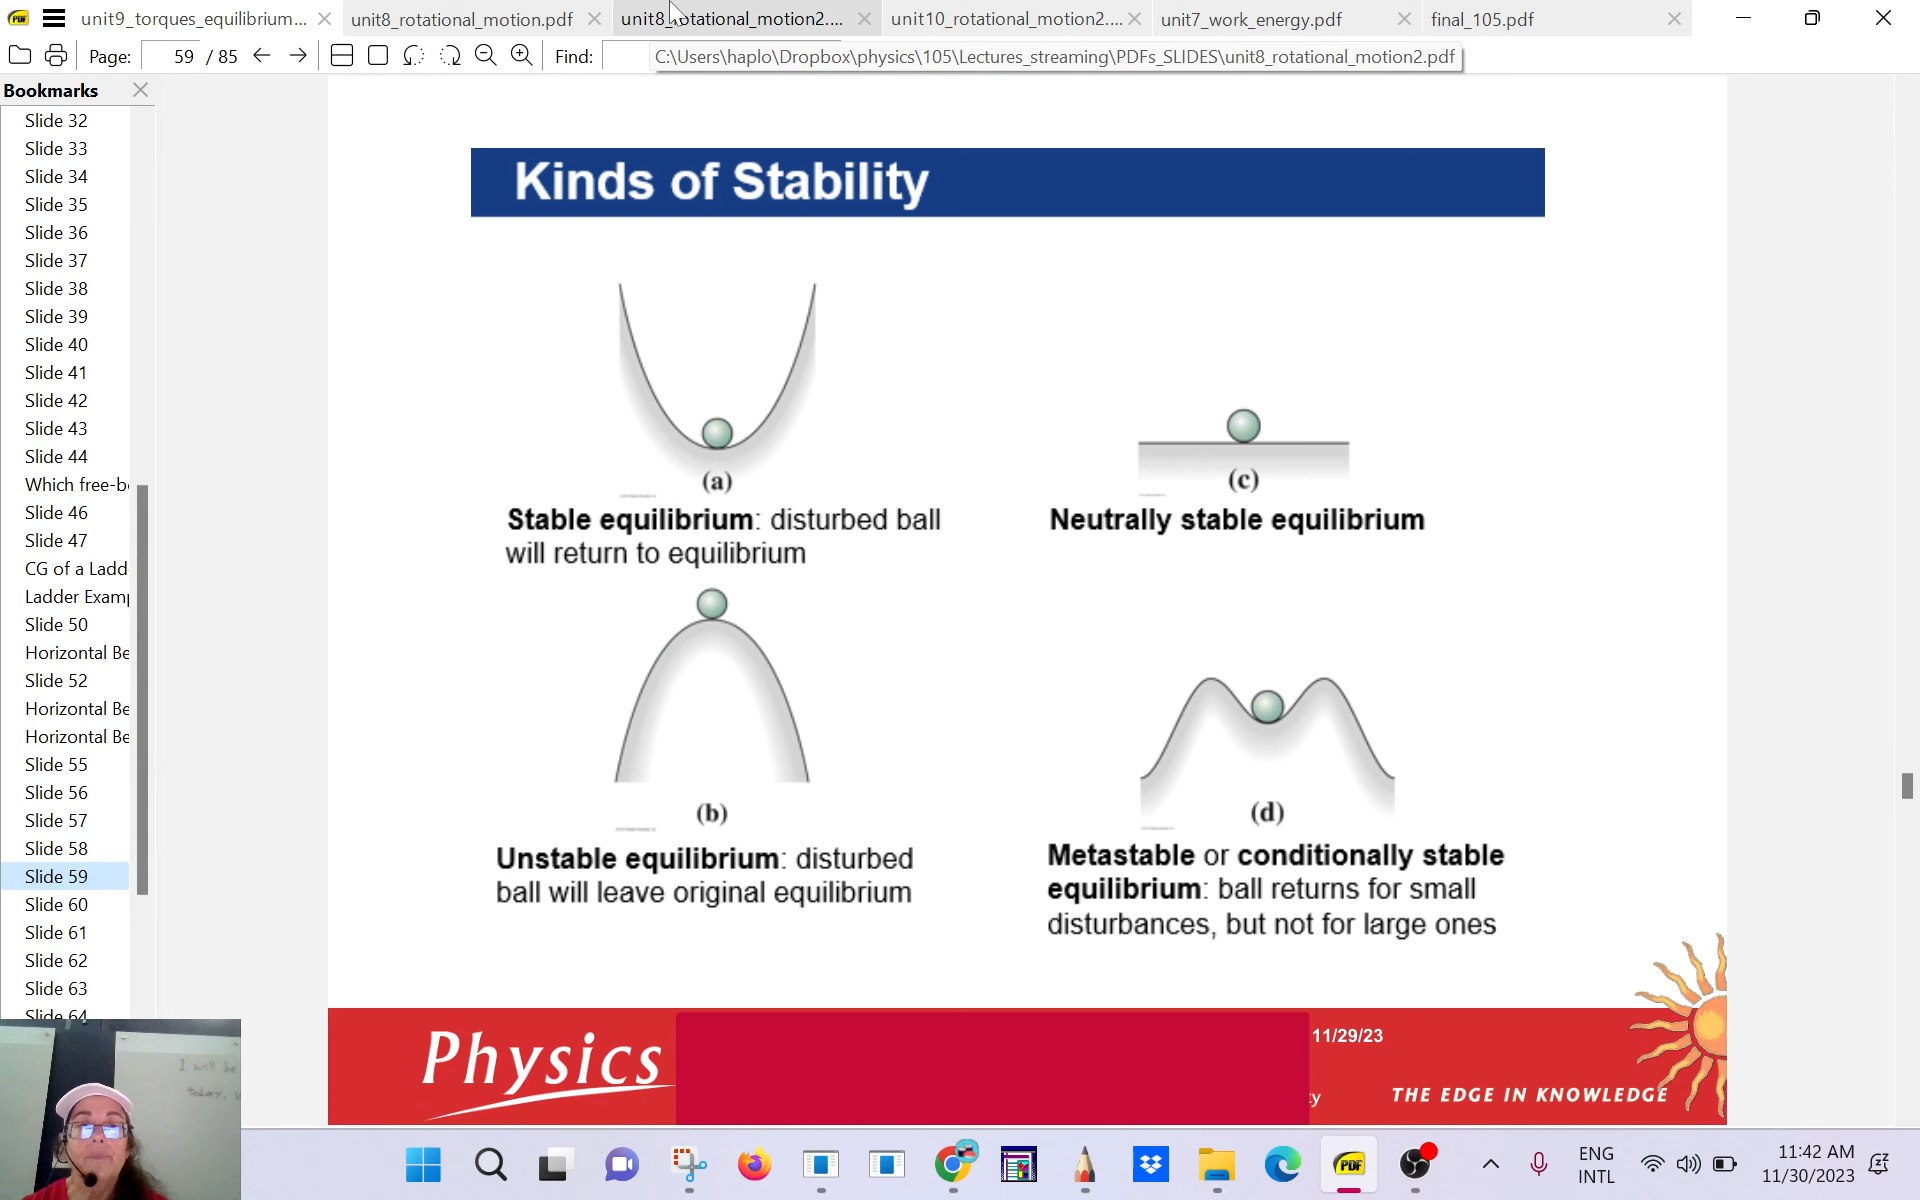 unit9_torques_equilibrium...
unit8_rotational_motion.pdf
unit8_rotational_motion2....
unit10_rotational_motion2....
unit7_work_energy.pdf
final_105.pdf
Page: 59 / 85
Find:
C:\Users\haplo\Dropbox\physics\105\Lectures_streaming\PDFs_SLIDES\unit8_rotational_motion2.pdf
Bookmarks
Slide 32
Slide 33
Slide 34
Slide 35
Slide 36
Slide 37
Slide 38
Slide 39
Slide 40
Slide 41
Slide 42
Slide 43
Slide 44
Which free-b
Slide 46
Slide 47
CG of a Ladd
Ladder Exam
Slide 50
Horizontal Be
Slide 52
Horizontal Be
Horizontal Be
Slide 55
Slide 56
Slide 57
Slide 58
Slide 59
Slide 60
Slide 61
Slide 62
Slide 63
Slide 64
Kinds of Stability
(a)
Stable equilibrium: disturbed ball
will return to equilibrium
(c)
Neutrally stable equilibrium
(b)
Unstable equilibrium: disturbed
ball will leave original equilibrium
(d)
Metastable or conditionally stable
equilibrium: ball returns for small
disturbances, but not for large ones
Physics
11/29/23
THE EDGE IN KNOWLEDGE
I will be
today,
PDF
ENG
INTL
11:42 AM
11/30/2023